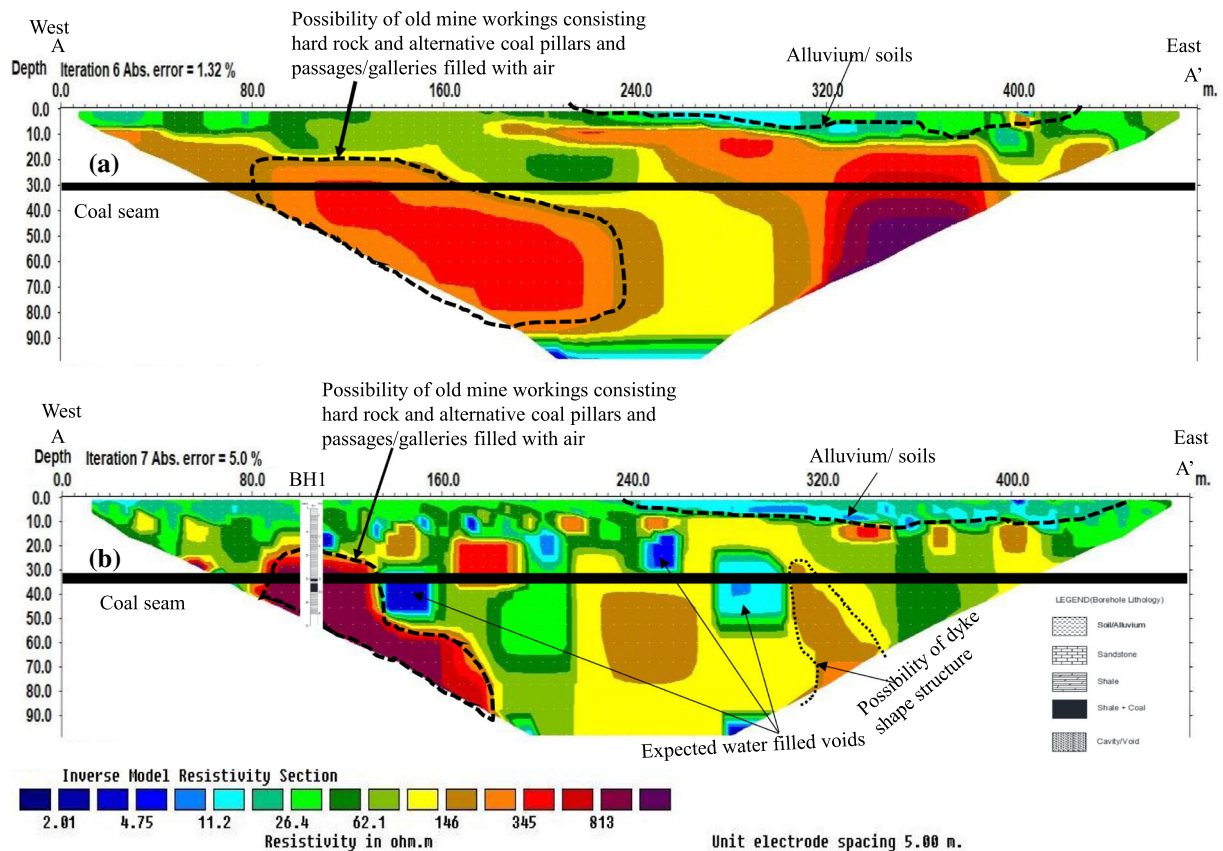 West
A
Possibility of old mine workings consisting
hard rock and alternative coal pillars and
passages/galleries filled with air
Alluvium/ soils
East
A'
Depth Iteration 6 Abs. error = 1.32 %
0.0 80.0 160.0 240.0 320.0 400.0 m.
0.0
10.0
20.0
30.0
40.0
50.0
60.0
70.0
80.0
90.0
(a)
Coal seam
West
A
Possibility of old mine workings consisting
hard rock and alternative coal pillars and
passages/galleries filled with air
Alluvium/ soils
East
A'
Depth Iteration 7 Abs. error = 5.0 %
BH1
0.0 80.0 160.0 240.0 320.0 400.0 m.
0.0
10.0
20.0
30.0
40.0
50.0
60.0
70.0
80.0
90.0
(b)
Coal seam
Expected water filled voids
Possibility of dyke
shape structure
LEGEND(Borehole Lithology)
Soil/Alluvium
Sandstone
Shale
Shale + Coal
Cavity/Void
Inverse Model Resistivity Section
2.01 4.75 11.2 26.4 62.1 146 345 813
Resistivity in ohm.m
Unit electrode spacing 5.00 m.